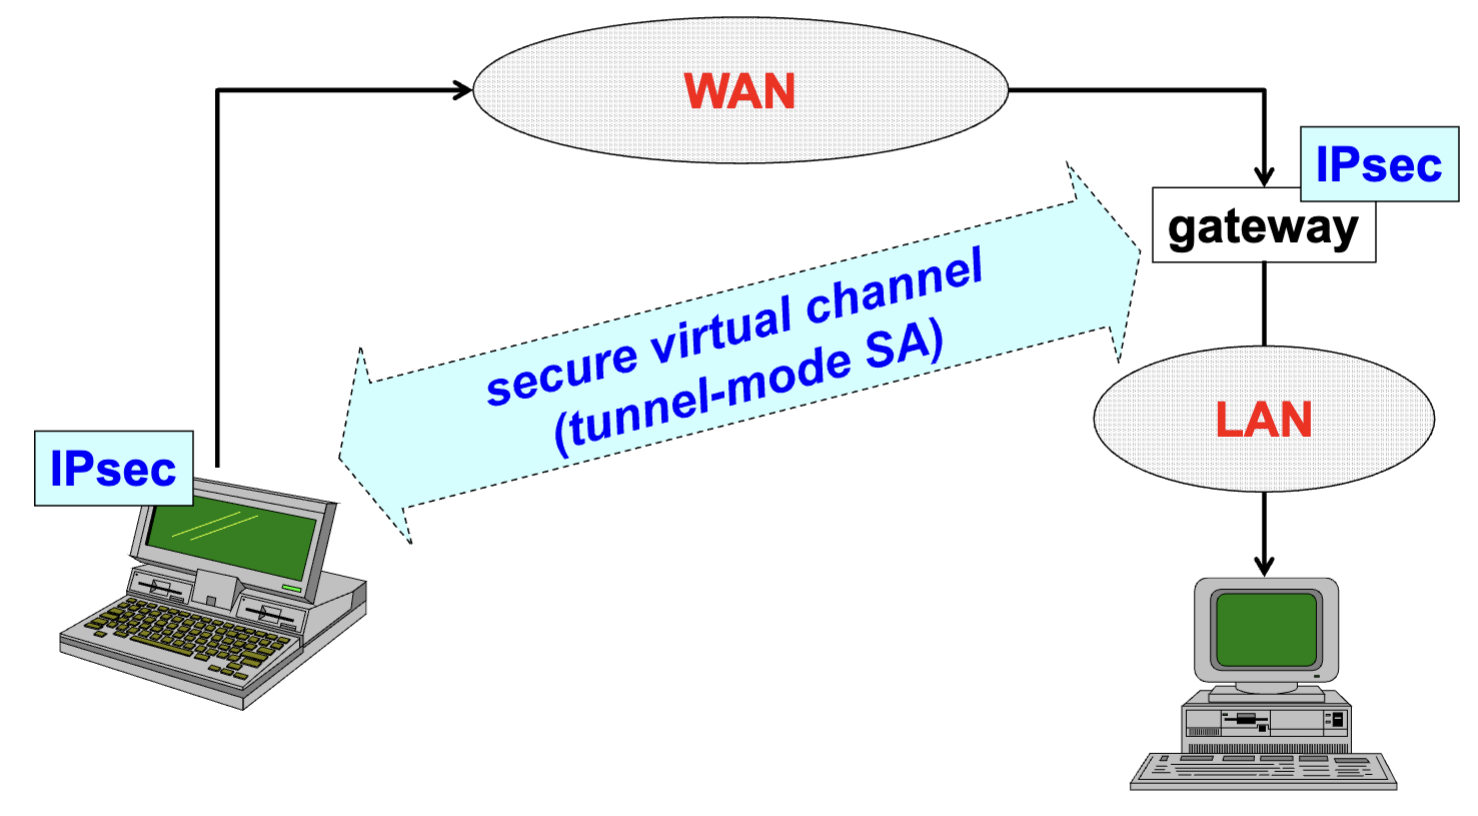 WAN
IPsec
gateway
secure virtual channel
(tunnel-mode SA)
LAN
IPsec